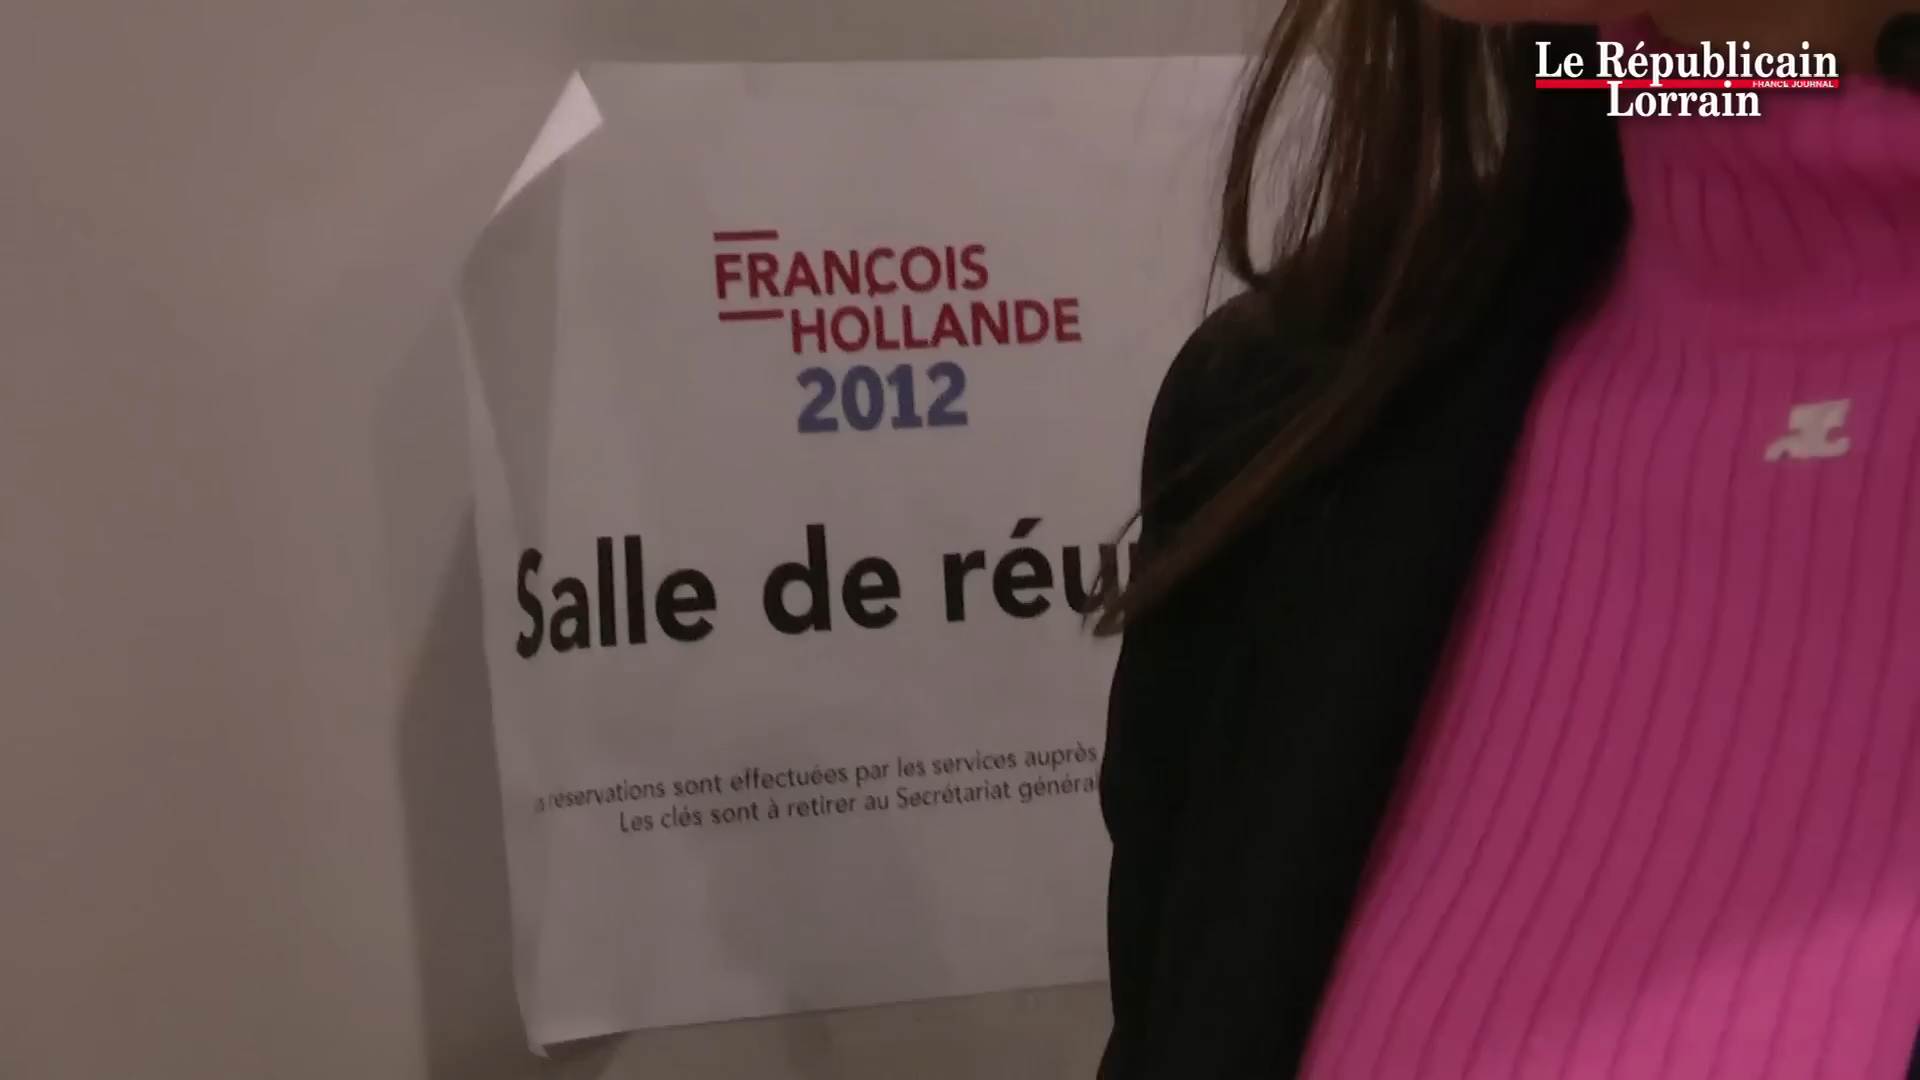 Le Républicain
FRANCE JOURNAL
Lorrain
FRANÇOIS
HOLLANDE
2012
Salle de
réservations sont effectuées par les services auprès
Les clés sont à retirer au Secrétariat général